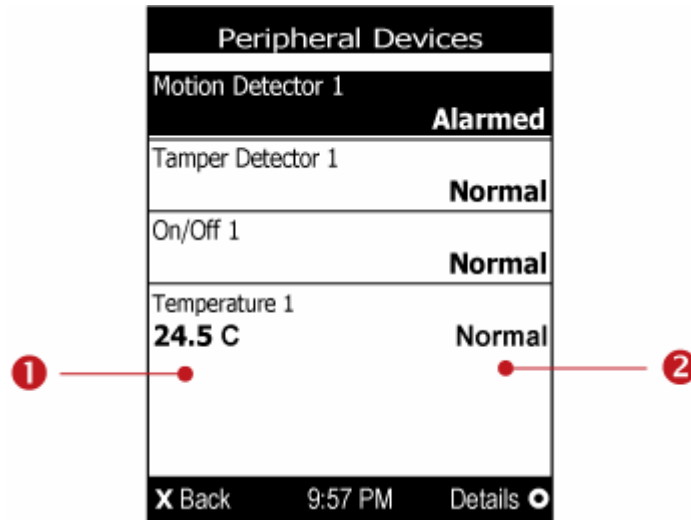 Peripheral Devices
Motion Detector 1
Alarmed
Tamper Detector 1
Normal
On/Off 1
Normal
Temperature 1
24.5 C Normal
1 2
X Back 9:57 PM Details O